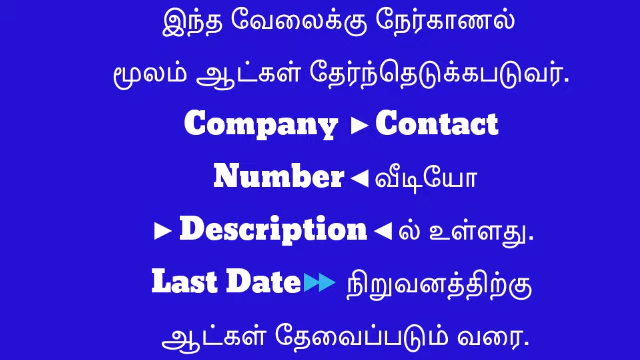 இந்த வேலைக்கு நேர்காணல்
மூலம் ஆட்கள் தேர்ந்தெடுக்கபடுவர்.
Company ►Contact
Number◄வீடியோ
►Description◄ல் உள்ளது.
Last Date⏩ நிறுவனத்திற்கு
ஆட்கள் தேவைப்படும் வரை.